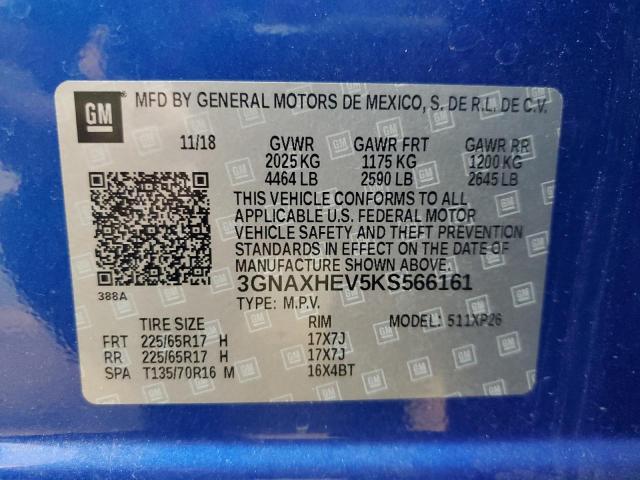 GM MFD BY GENERAL MOTORS DE MEXICO, S. DE R.L. DE C.V.
11/18 GVWR GAWR FRT GAWR RR
2025 KG 1175 KG 1200 KG
4464 LB 2590 LB 2645 LB
THIS VEHICLE CONFORMS TO ALL
APPLICABLE U.S. FEDERAL MOTOR
VEHICLE SAFETY AND THEFT PREVENTION
STANDARDS IN EFFECT ON THE DATE OF
MANUFACTURE SHOWN ABOVE.
388A
3GNAXHEV5KS566161
TYPE: M.P.V.
TIRE SIZE RIM MODEL: 511XP26
FRT 225/65R17 H 17X7J
RR 225/65R17 H 17X7J
SPA T135/70R16 M 16X4BT